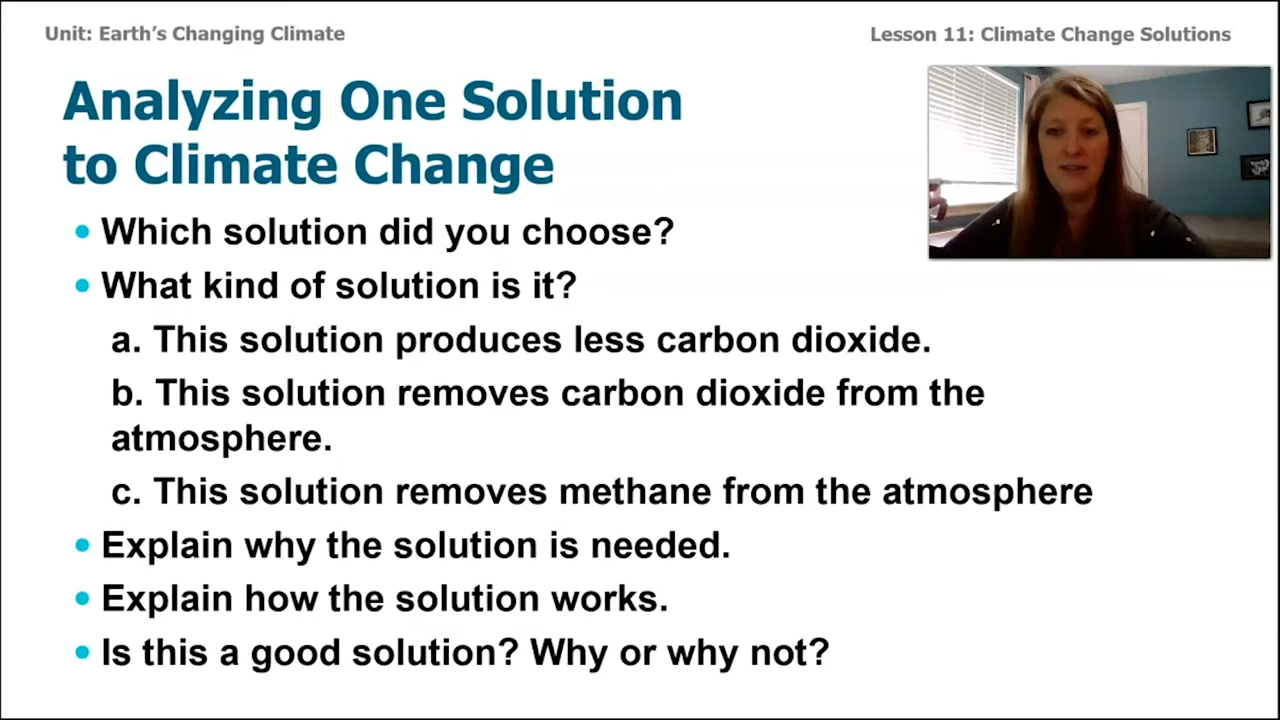 Unit: Earth's Changing Climate
Lesson 11: Climate Change Solutions
Analyzing One Solution
to Climate Change
• Which solution did you choose?
• What kind of solution is it?
a. This solution produces less carbon dioxide.
b. This solution removes carbon dioxide from the
atmosphere.
c. This solution removes methane from the atmosphere
• Explain why the solution is needed.
• Explain how the solution works.
• Is this a good solution? Why or why not?